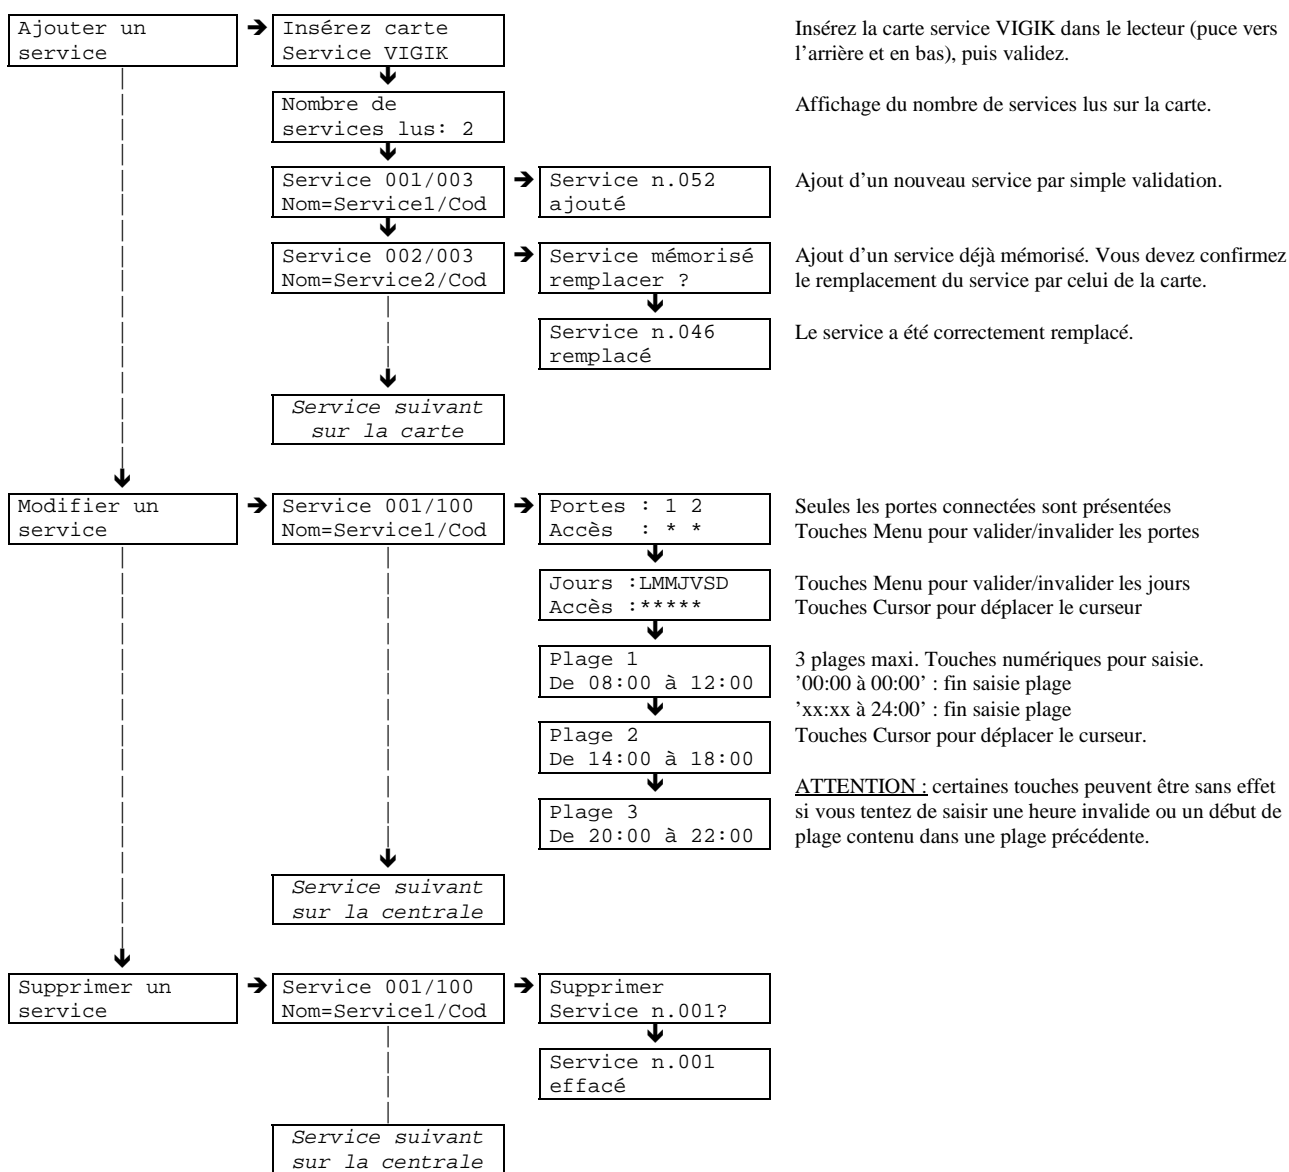 Ajouter un
service
Insérez carte
Service VIGIK
Insérez la carte service VIGIK dans le lecteur (puce vers
l’arrière et en bas), puis validez.
Nombre de
services lus: 2
Affichage du nombre de services lus sur la carte.
Service 001/003
Nom=Service1/Cod
Service n.052
ajouté
Ajout d’un nouveau service par simple validation.
Service 002/003
Nom=Service2/Cod
Service mémorisé
remplacer ?
Ajout d’un service déjà mémorisé. Vous devez confirmez
le remplacement du service par celui de la carte.
Service n.046
remplacé
Le service a été correctement remplacé.
Service suivant
sur la carte
Modifier un
service
Service 001/100
Nom=Service1/Cod
Portes : 1 2
Accès : * *
Seules les portes connectées sont présentées
Touches Menu pour valider/invalider les portes
Jours :LMMJVSD
Accès :*****
Touches Menu pour valider/invalider les jours
Touches Cursor pour déplacer le curseur
Plage 1
De 08:00 à 12:00
3 plages maxi. Touches numériques pour saisie.
’00:00 à 00:00’ : fin saisie plage
’xx:xx à 24:00’ : fin saisie plage
Touches Cursor pour déplacer le curseur.
Plage 2
De 14:00 à 18:00
ATTENTION : certaines touches peuvent être sans effet
si vous tentez de saisir une heure invalide ou un début de
plage contenu dans une plage précédente.
Plage 3
De 20:00 à 22:00
Service suivant
sur la centrale
Supprimer un
service
Service 001/100
Nom=Service1/Cod
Supprimer
Service n.001?
Service n.001
effacé
Service suivant
sur la centrale